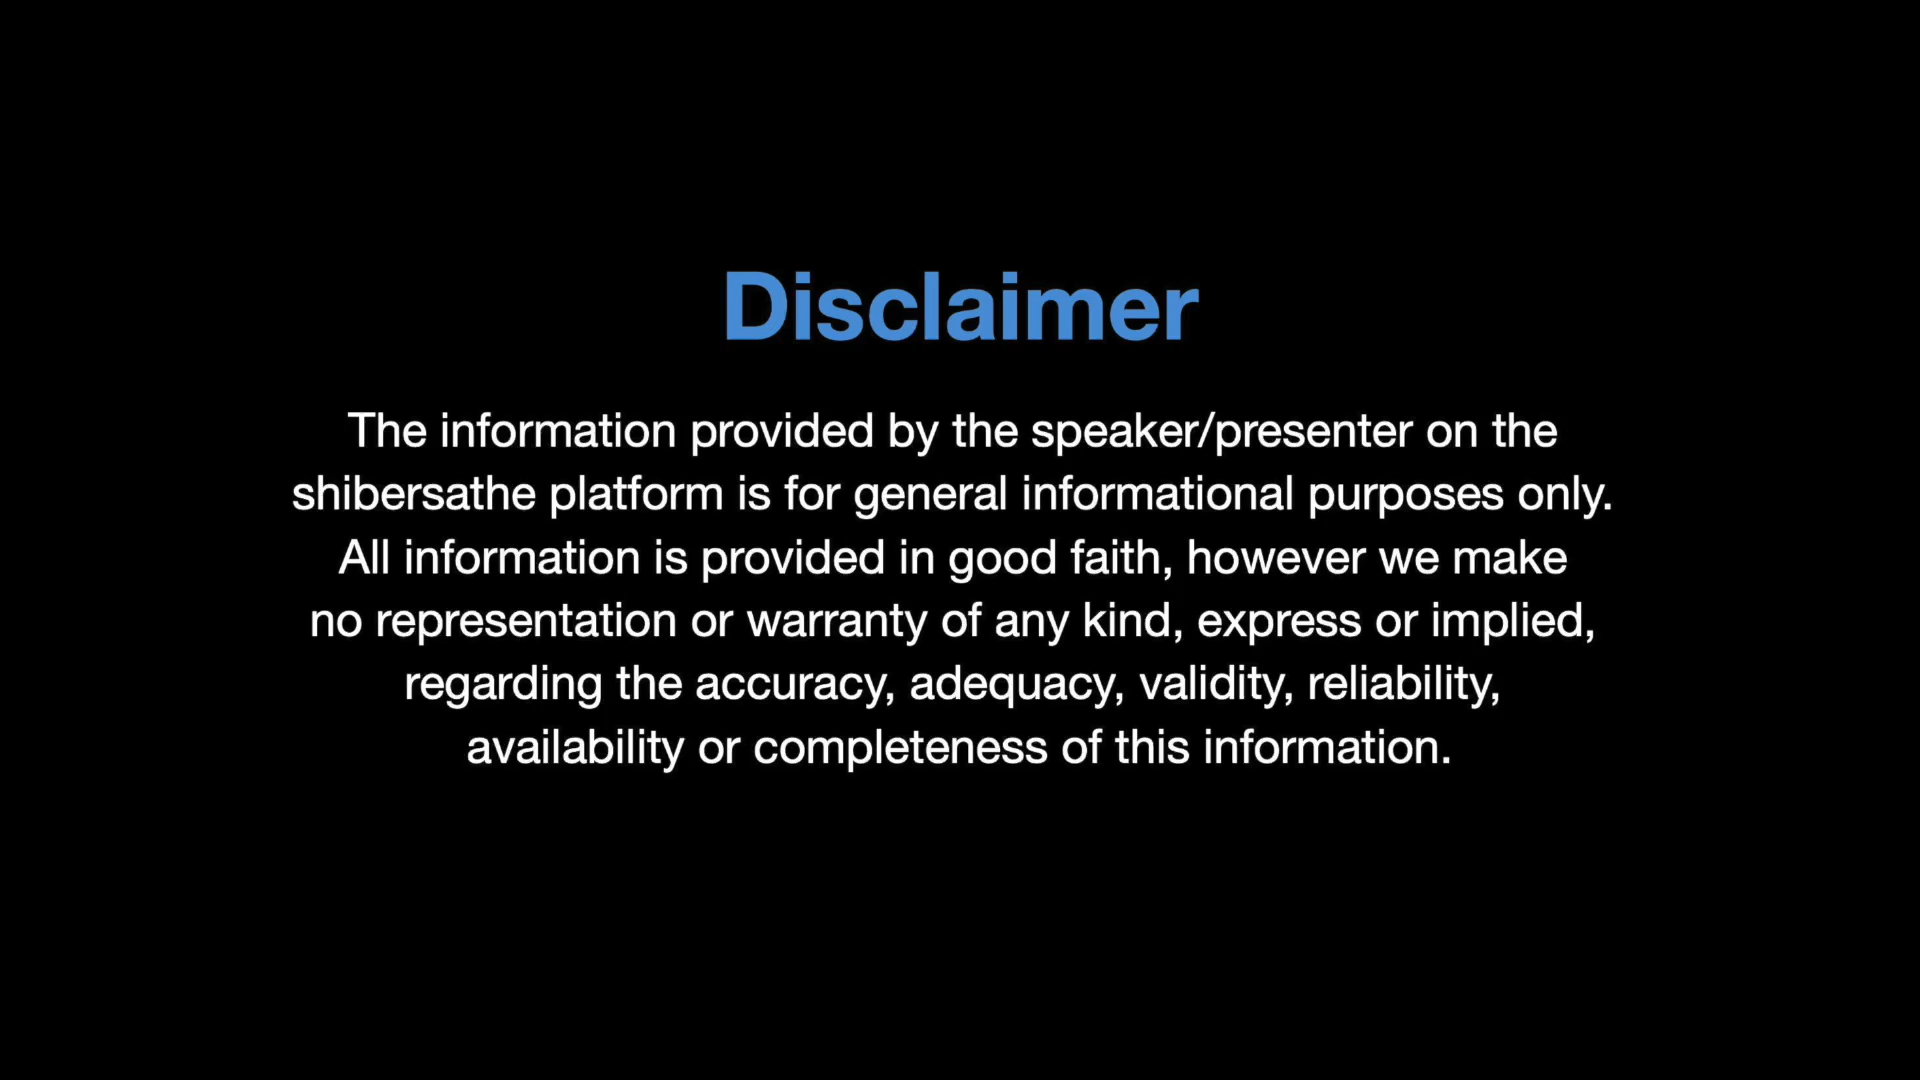 Disclaimer
The information provided by the speaker/presenter on the
shibersathe platform is for general informational purposes only.
All information is provided in good faith, however we make
no representation or warranty of any kind, express or implied,
regarding the accuracy, adequacy, validity, reliability,
availability or completeness of this information.